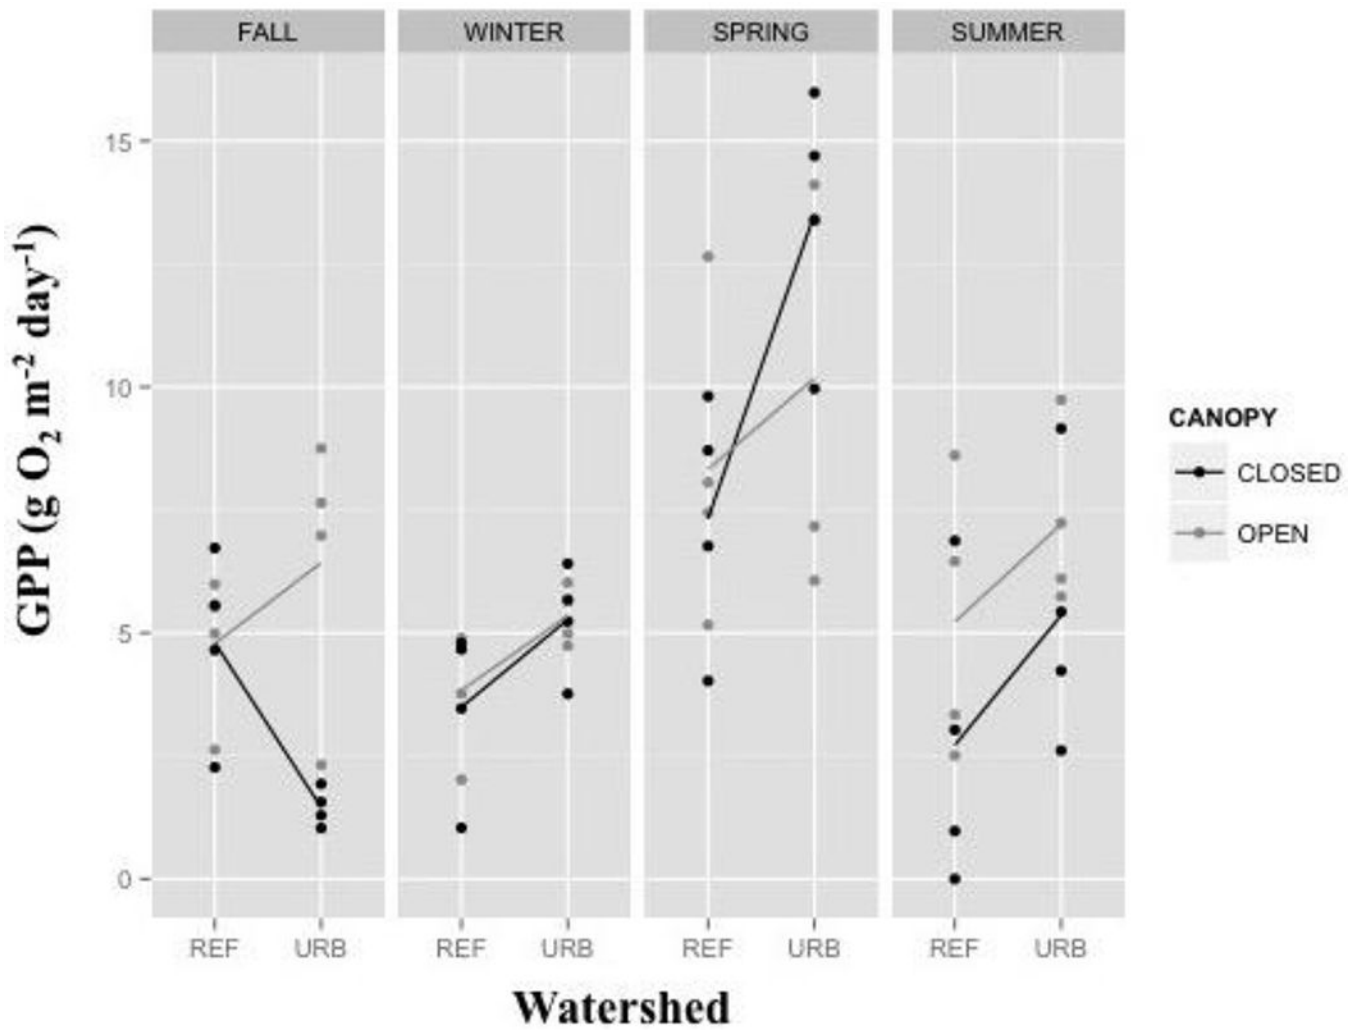 FALL WINTER SPRING SUMMER
15
10
5
0
GPP (g O₂ m⁻² day⁻¹)
REF URB REF URB REF URB REF URB
Watershed
CANOPY
CLOSED
OPEN